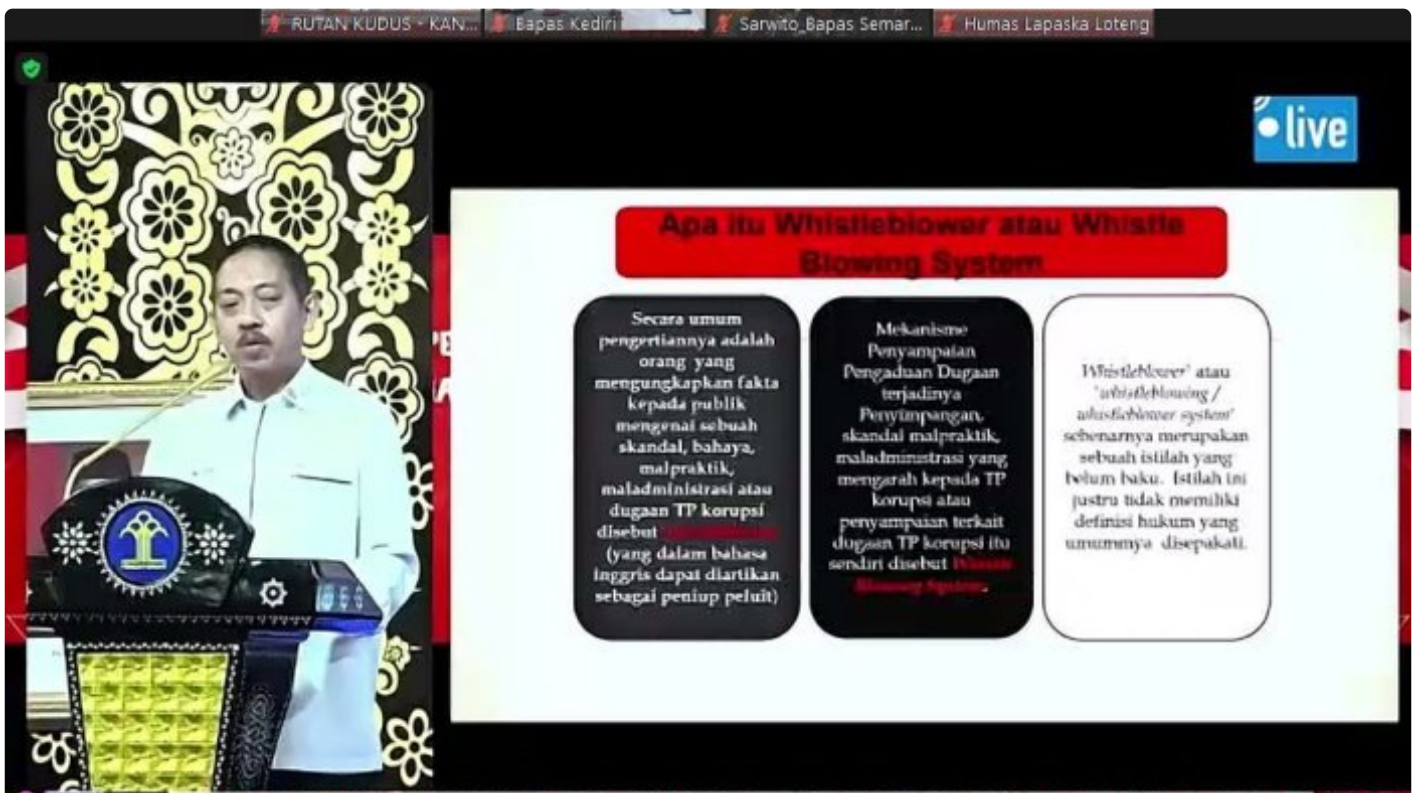 RUTAN KUDUS - KAN...
Bapas Kediri
Sarwito_Bapas Semar...
Humas Lapaska Loteng
live
Apa itu Whistleblower atau Whistle
Blowing System
Secara umum
pengertiannya adalah
orang yang
mengungkapkan fakta
kepada publik
mengenai sebuah
skandal, bahaya,
malpraktik,
maladministrasi atau
dugaan TP korupsi
disebut
(yang dalam bahasa
inggris dapat diartikan
sebagai peniup peluit)
Mekanisme
Penyampaian
Pengaduan Dugaan
terjadinya
Penyimpangan,
skandal malpraktik,
maladministrasi yang
mengarah kepada TP
korupsi atau
penyampaian terkait
dugaan TP korupsi itu
sendiri disebut Whistle
Blowing System.
Whistleblower' atau
'whistleblowing /
whistleblower system'
sebenarnya merupakan
sebuah istilah yang
belum baku. Istilah ini
justru tidak memiliki
definisi hukum yang
umummya disepakati.